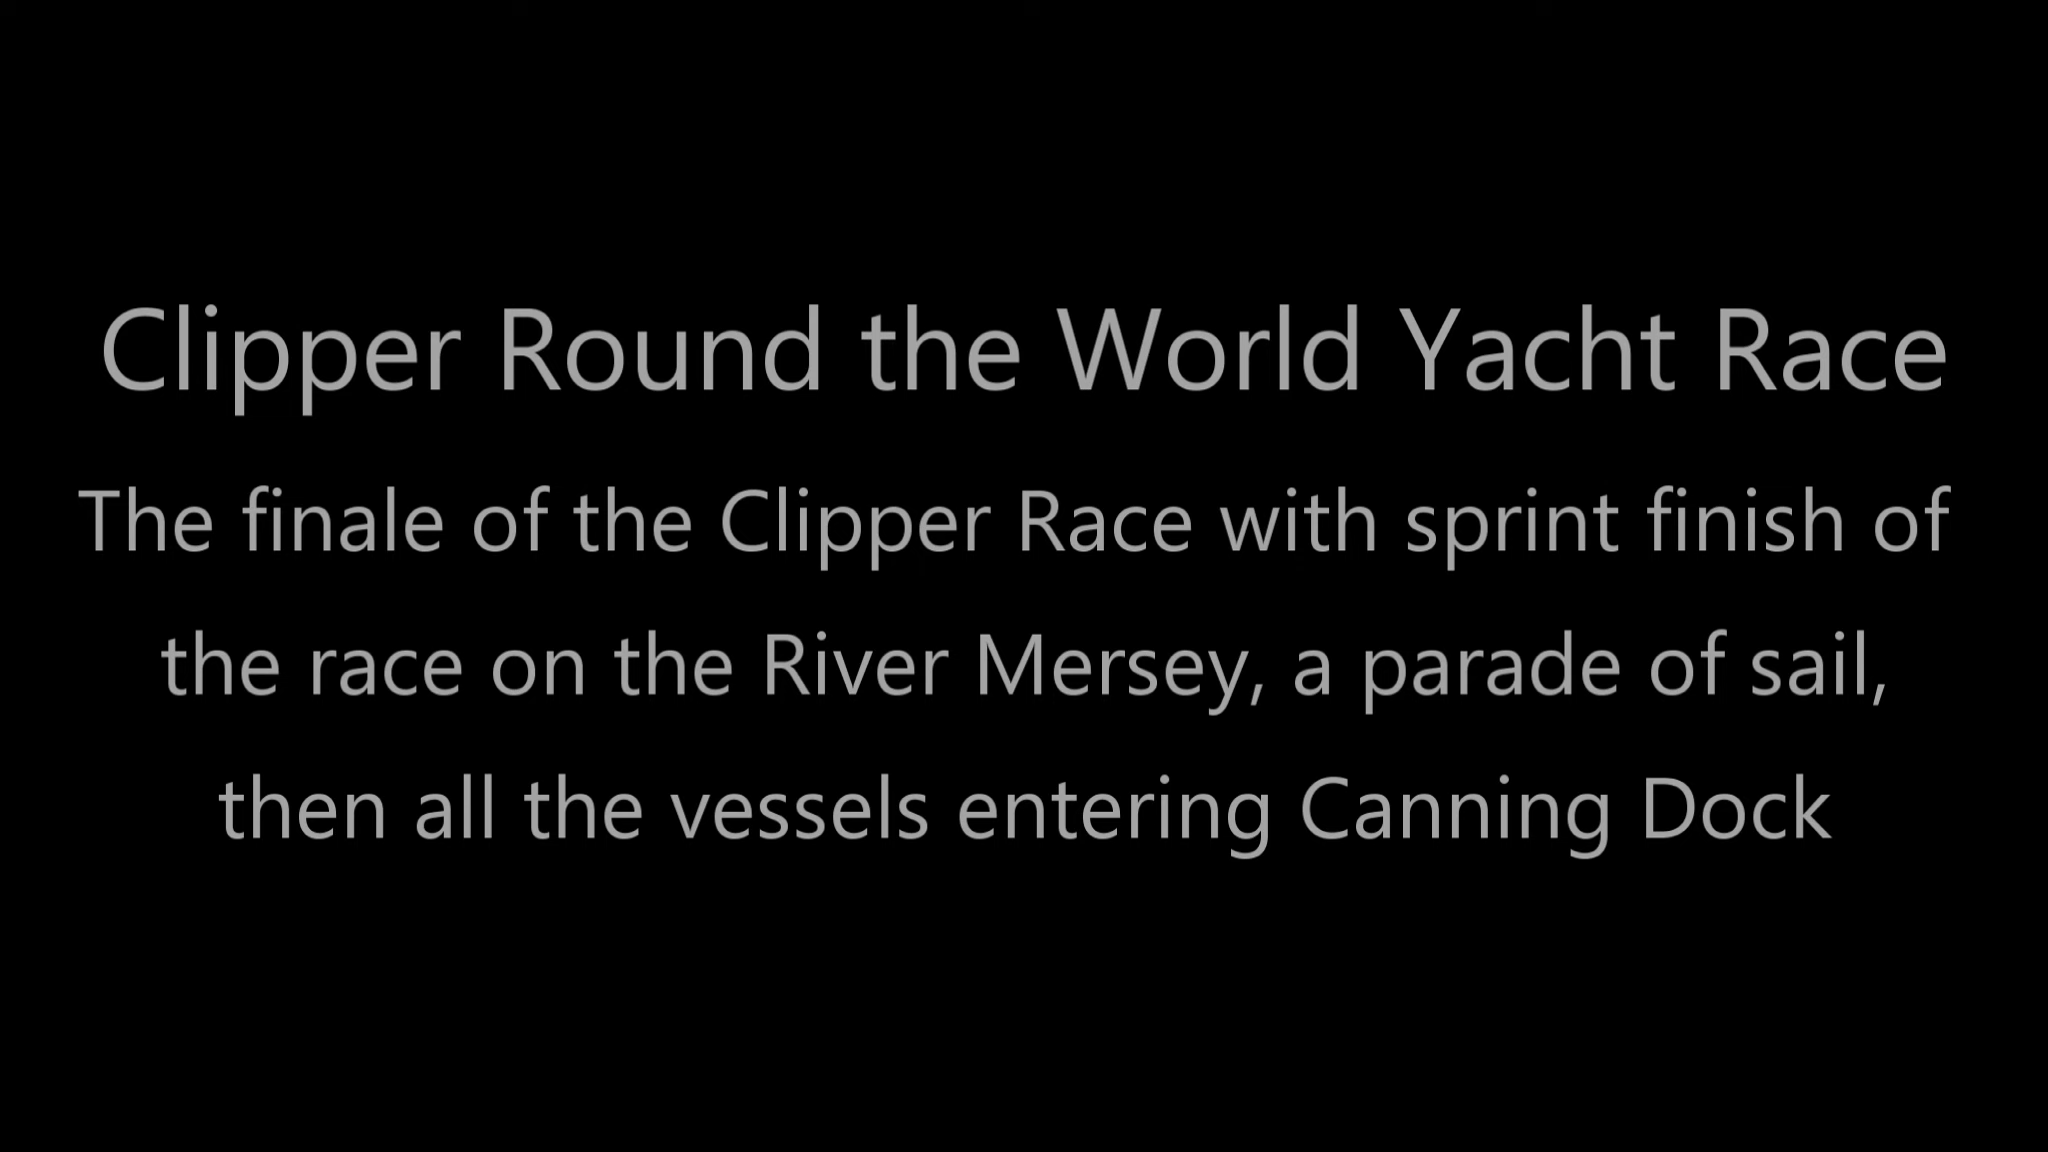 Clipper Round the World Yacht Race
The finale of the Clipper Race with sprint finish of
the race on the River Mersey, a parade of sail,
then all the vessels entering Canning Dock